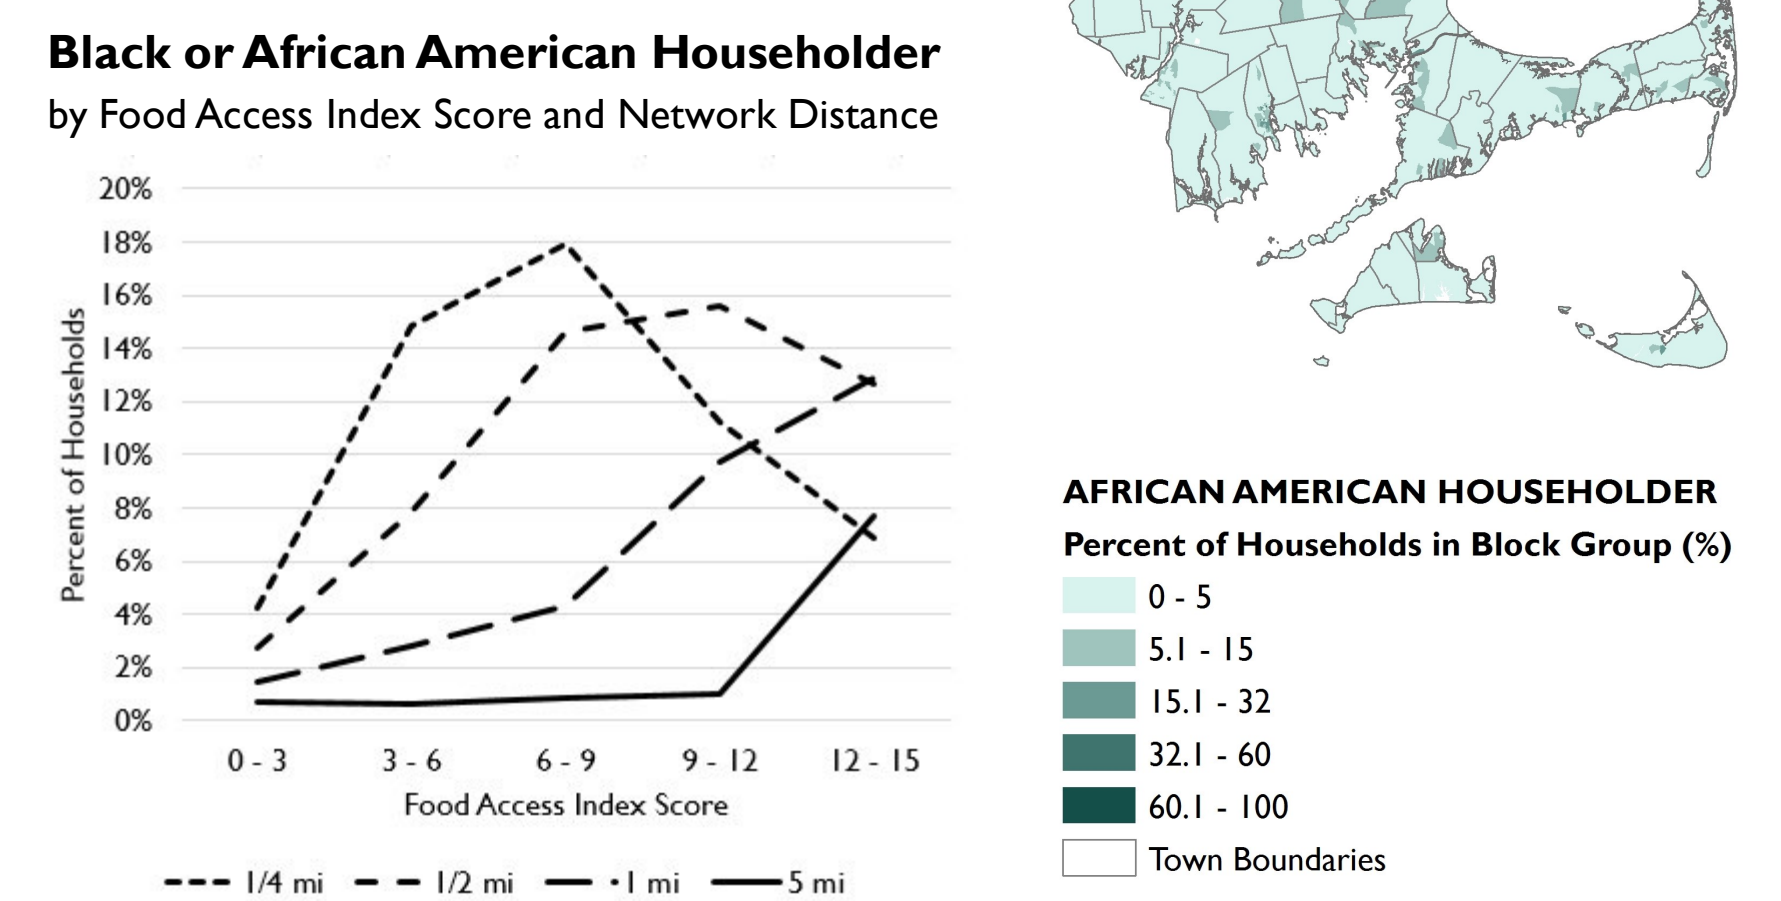 Black or African American Householder
by Food Access Index Score and Network Distance
Percent of Households
20%
18%
16%
14%
12%
10%
8%
6%
4%
2%
0%
0 - 3 3 - 6 6 - 9 9 - 12 12 - 15
Food Access Index Score
1/4 mi 1/2 mi 1 mi 5 mi
AFRICAN AMERICAN HOUSEHOLDER
Percent of Households in Block Group (%)
0 - 5
5.1 - 15
15.1 - 32
32.1 - 60
60.1 - 100
Town Boundaries